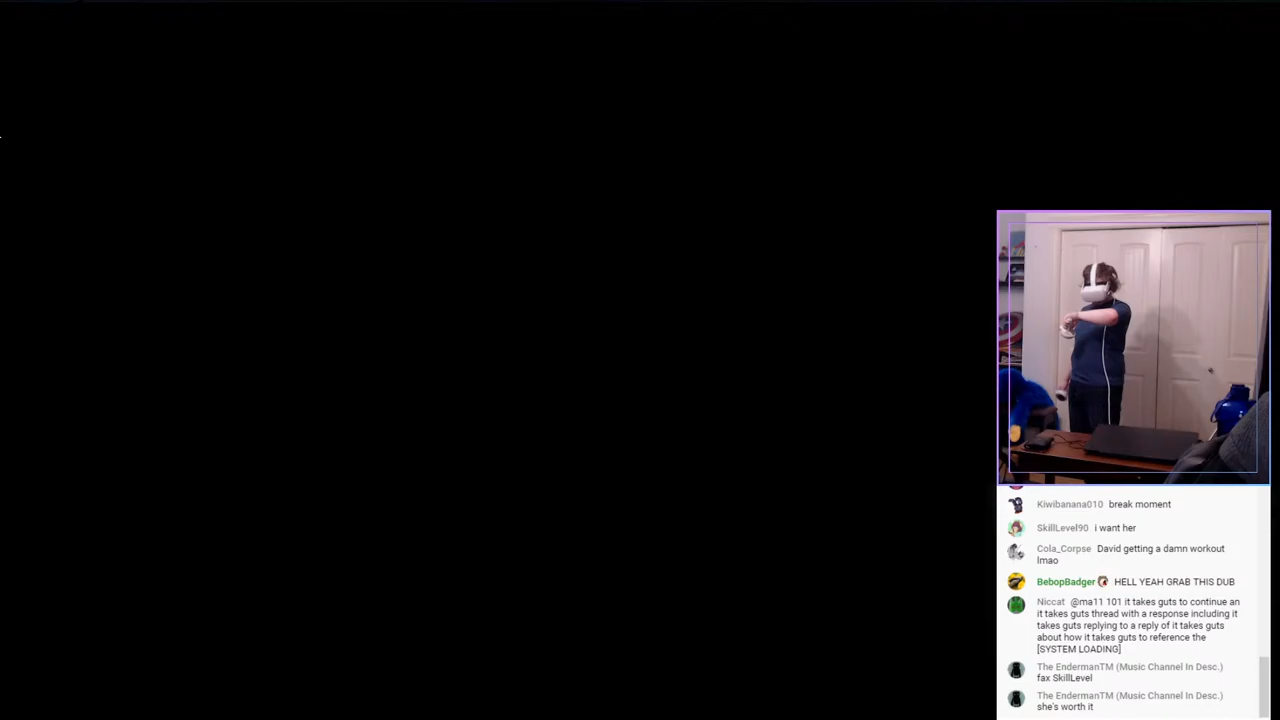 Kiwibanana010 break moment
SkillLevel90 i want her
Cola_Corpse David getting a damn workout
lmao
BebopBadger HELL YEAH GRAB THIS DUB
Niccat @ma11 101 it takes guts to continue an
it takes guts thread with a response including it
takes guts replying to a reply of it takes guts
about how it takes guts to reference the
[SYSTEM LOADING]
The EndermanTM (Music Channel In Desc.)
fax SkillLevel
The EndermanTM (Music Channel In Desc.)
she's worth it